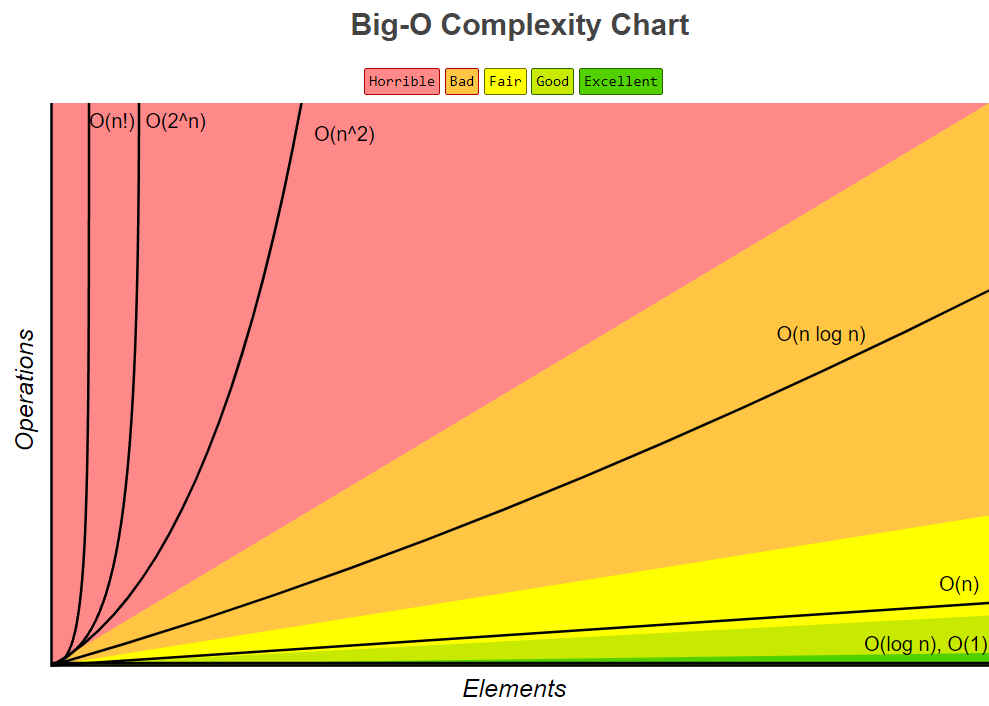 Big-O Complexity Chart
Horrible Bad Fair Good Excellent
O(n!) O(2^n)
O(n^2)
O(n log n)
O(n)
O(log n), O(1)
Operations
Elements